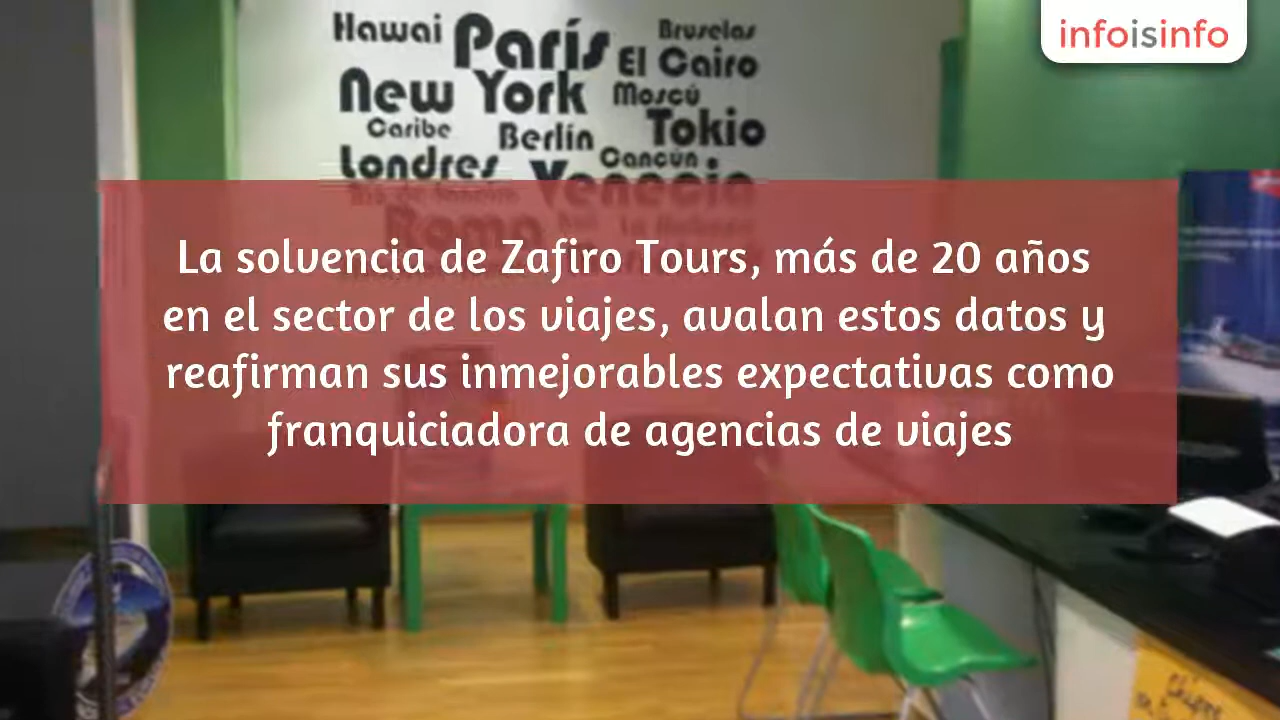 infoisinfo
Hawai París Bruselas
El Cairo
New York Moscú
Caribe Berlín Tokio
Londres Cancún
Venecia
Roma
La solvencia de Zafiro Tours, más de 20 años
en el sector de los viajes, avalan estos datos y
reafirman sus inmejorables expectativas como
franquiciadora de agencias de viajes